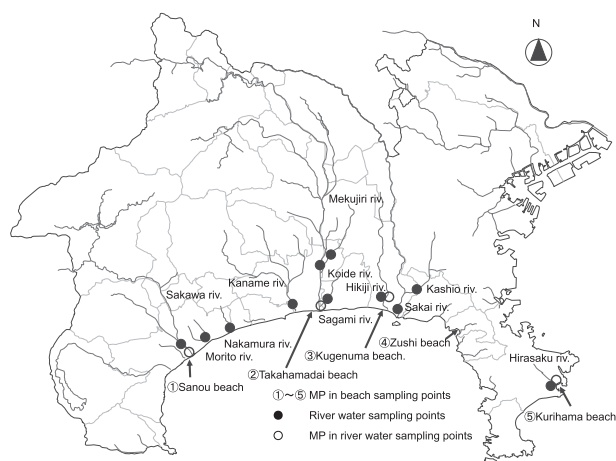 N
Mekujiri riv.
Koide riv.
Kaname riv.
Hikiji riv.
Kashio riv.
Sakawa riv.
Sagami riv.
Sakai riv.
Nakamura riv.
④Zushi beach
Morito riv.
③Kugenuma beach.
Hirasaku riv.
②Takahamadai beach
①Sanou beach
①～⑤ MP in beach sampling points
River water sampling points
⑤Kurihama beach
MP in river water sampling points